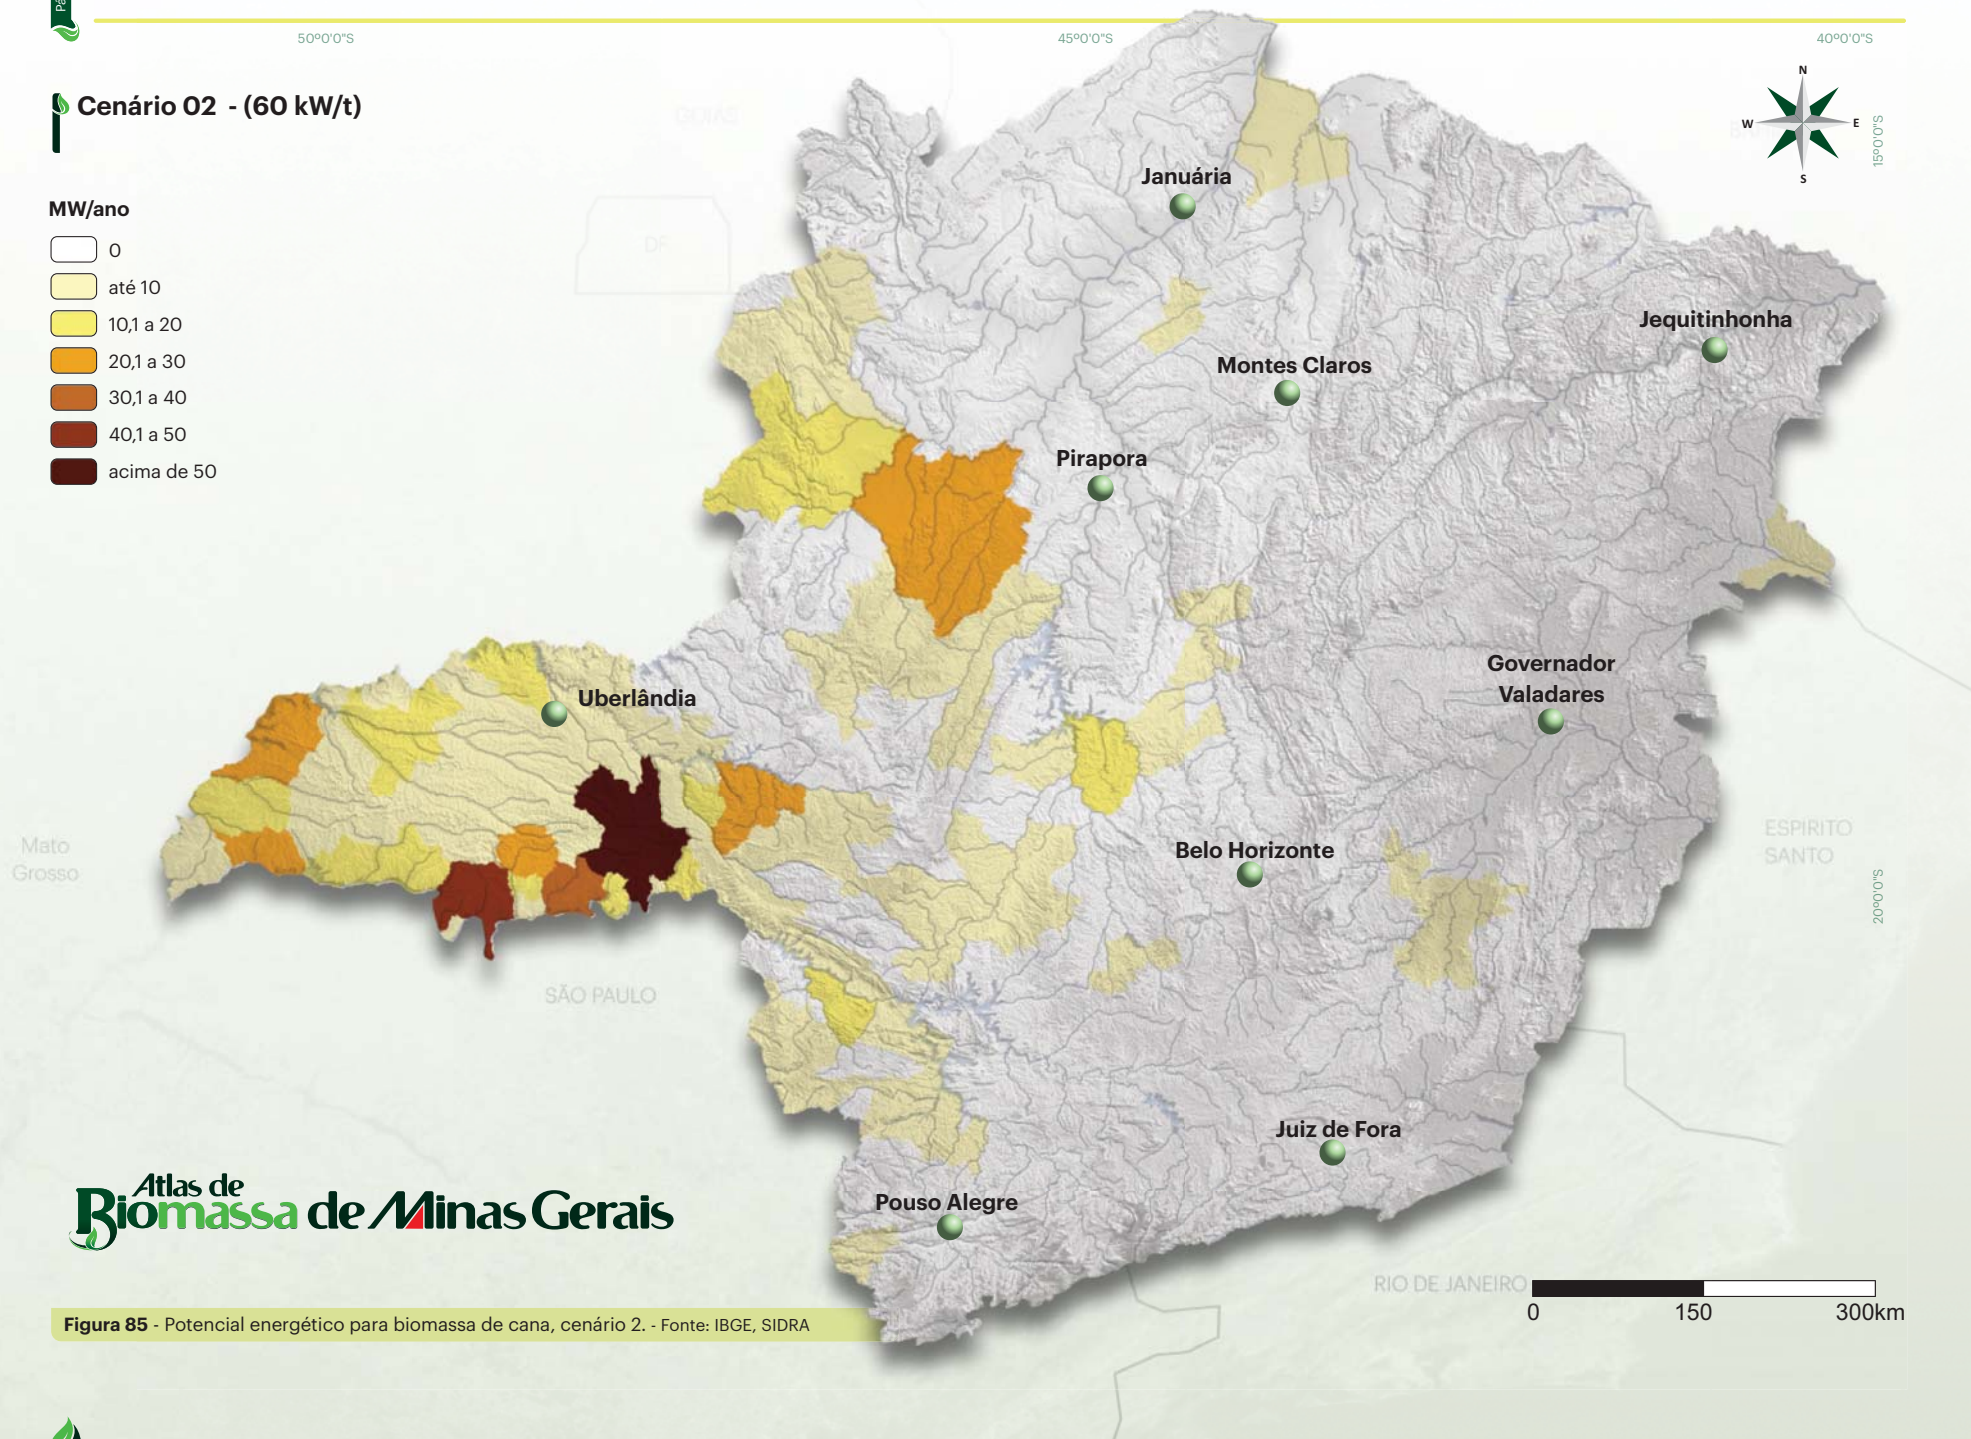 Pá
50º0'0"S
45º0'0"S
40º0'0"S
Cenário 02 - (60 kW/t)
GOIÁS
N
W
E
S
15º0'0"S
MW/ano
0
até 10
10,1 a 20
20,1 a 30
30,1 a 40
40,1 a 50
acima de 50
DF
Januária
Jequitinhonha
Montes Claros
Pirapora
Governador
Valadares
Uberlândia
Mato
Grosso
ESPIRITO
SANTO
Belo Horizonte
20º0'0"S
SÃO PAULO
Juiz de Fora
Atlas de
Biomassa de Minas Gerais
Pouso Alegre
RIO DE JANEIRO
0 150 300km
Figura 85 - Potencial energético para biomassa de cana, cenário 2. - Fonte: IBGE, SIDRA